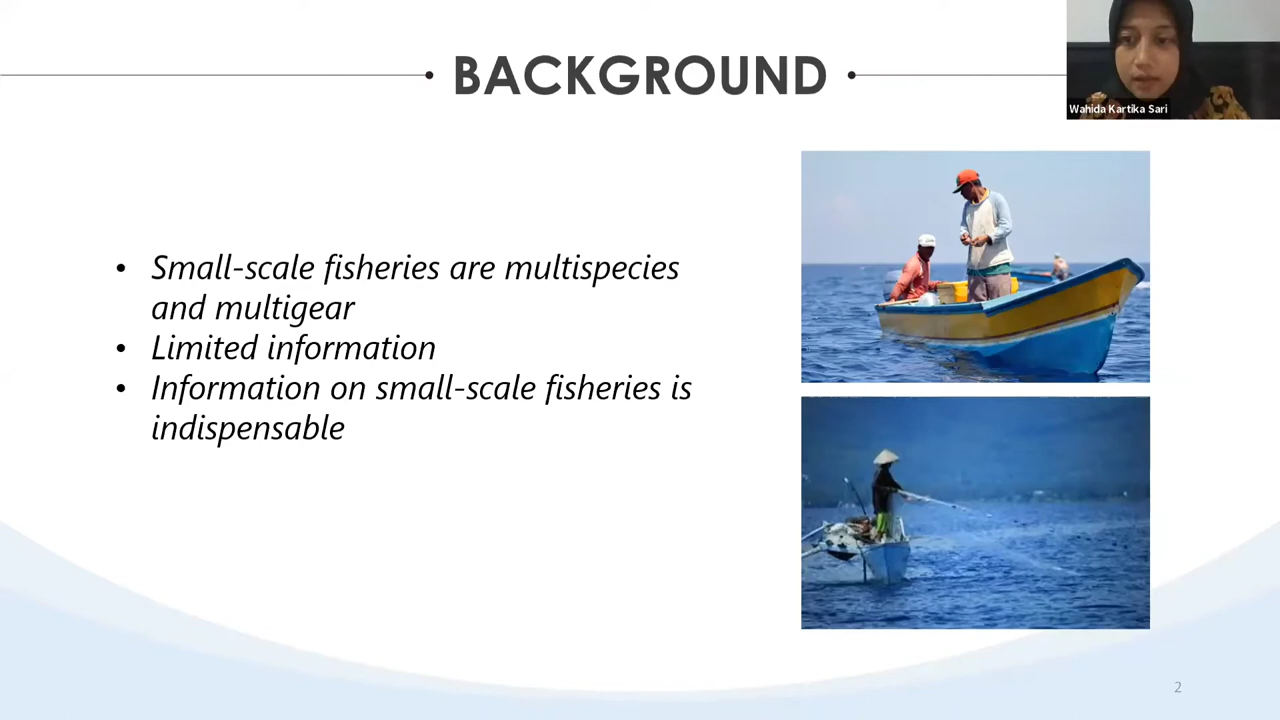 BACKGROUND
Wahida Kartika Sari
• Small-scale fisheries are multispecies
and multigear
• Limited information
• Information on small-scale fisheries is
indispensable
2